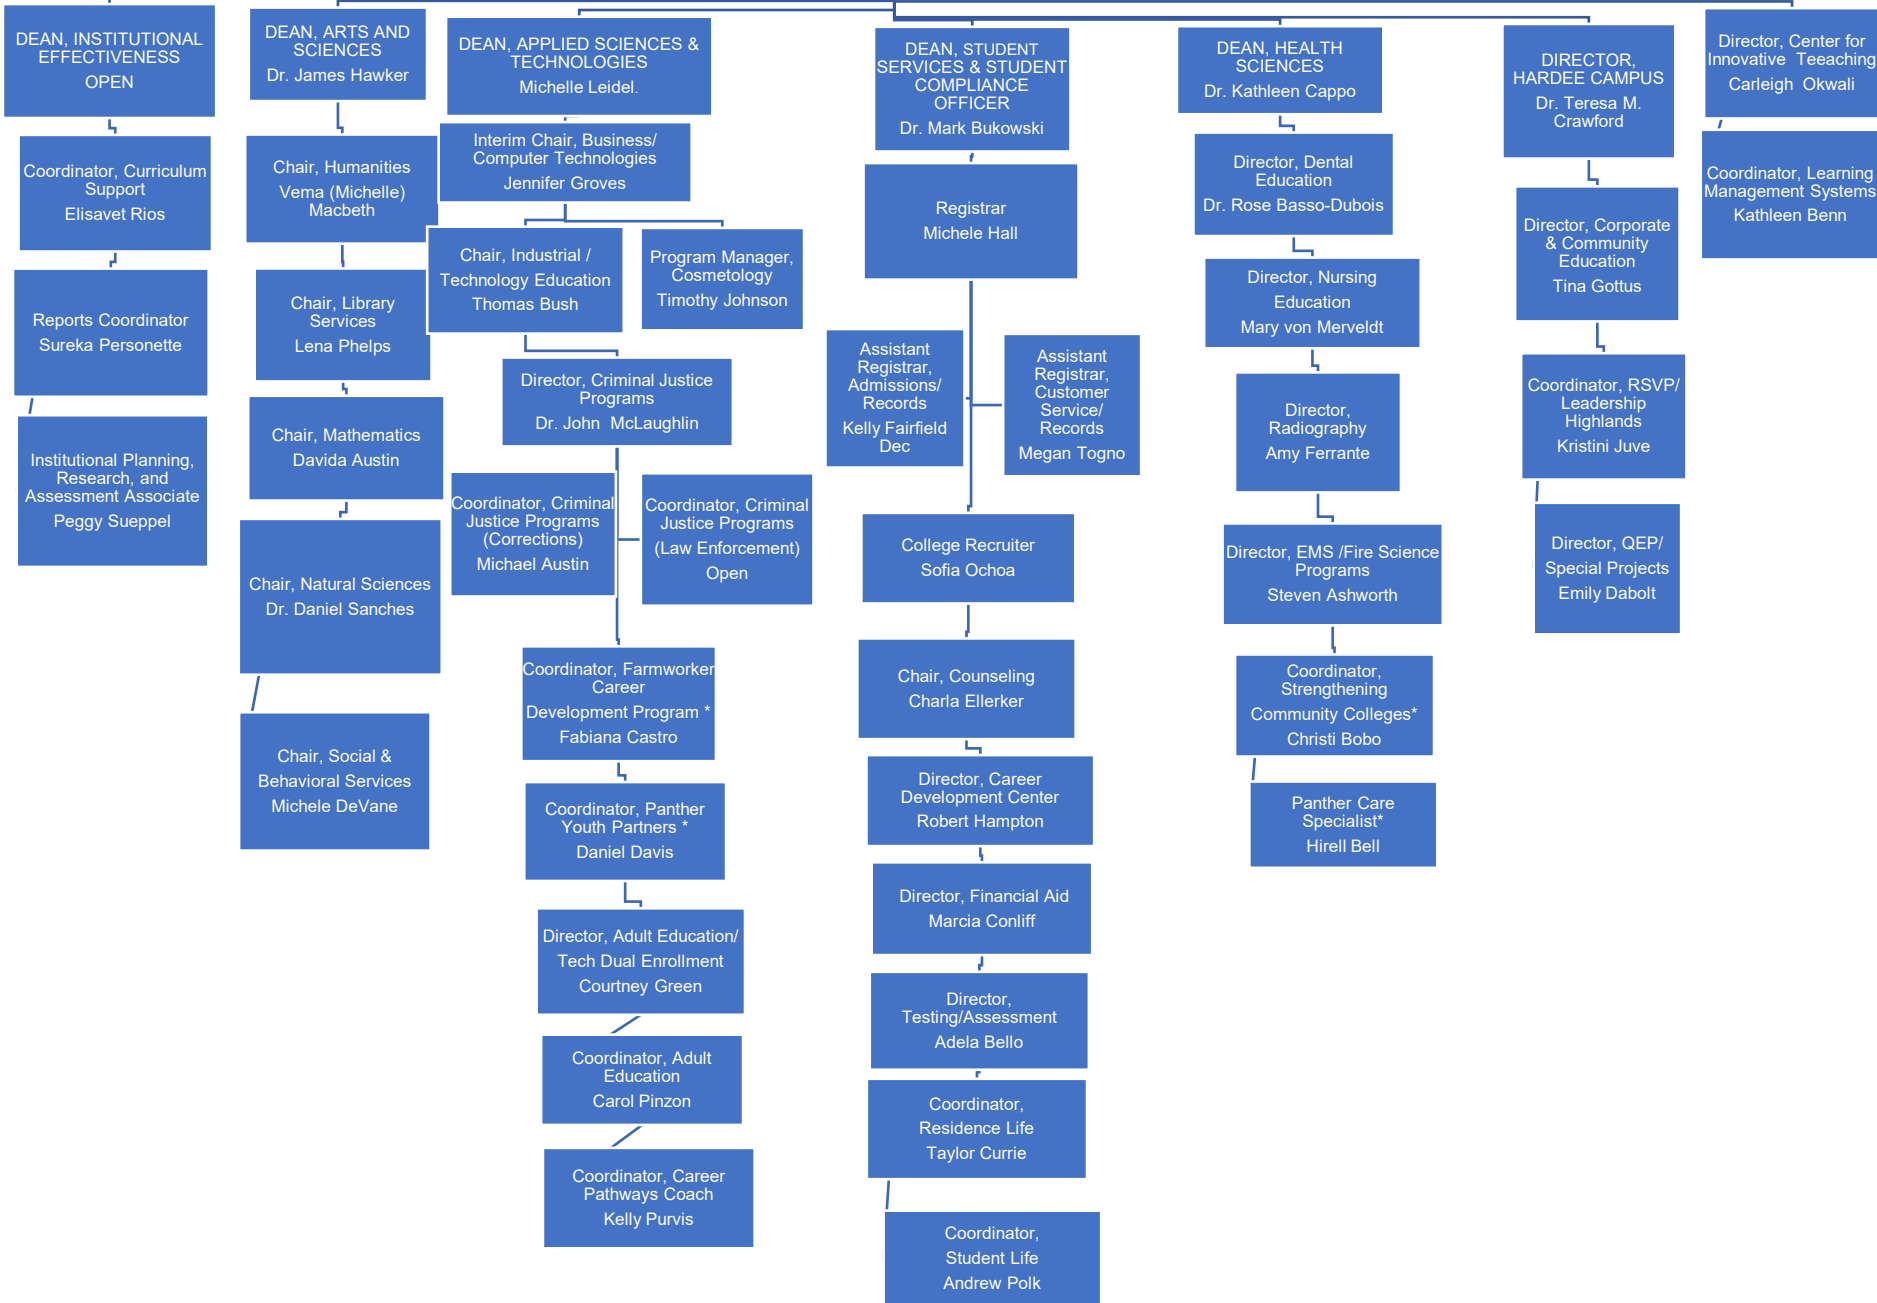 DEAN, INSTITUTIONAL
EFFECTIVENESS
OPEN
Coordinator, Curriculum
Support
Elisavet Rios
Reports Coordinator
Sureka Personette
Institutional Planning,
Research, and
Assessment Associate
Peggy Sueppel
DEAN, ARTS AND
SCIENCES
Dr. James Hawker
Chair, Humanities
Vema (Michelle)
Macbeth
Chair, Library
Services
Lena Phelps
Chair, Mathematics
Davida Austin
Chair, Natural Sciences
Dr. Daniel Sanches
Chair, Social &
Behavioral Services
Michele DeVane
DEAN, APPLIED SCIENCES &
TECHNOLOGIES
Michelle Leidel.
Interim Chair, Business/
Computer Technologies
Jennifer Groves
Chair, Industrial /
Technology Education
Thomas Bush
Program Manager,
Cosmetology
Timothy Johnson
Director, Criminal Justice
Programs
Dr. John McLaughlin
Coordinator, Criminal
Justice Programs
(Corrections)
Michael Austin
Coordinator, Criminal
Justice Programs
(Law Enforcement)
Open
Coordinator, Farmworker
Career
Development Program *
Fabiana Castro
Coordinator, Panther
Youth Partners *
Daniel Davis
Director, Adult Education/
Tech Dual Enrollment
Courtney Green
Coordinator, Adult
Education
Carol Pinzon
Coordinator, Career
Pathways Coach
Kelly Purvis
DEAN, STUDENT
SERVICES & STUDENT
COMPLIANCE
OFFICER
Dr. Mark Bukowski
Registrar
Michele Hall
Assistant
Registrar,
Admissions/
Records
Kelly Fairfield
Dec
Assistant
Registrar,
Customer
Service/
Records
Megan Togno
College Recruiter
Sofia Ochoa
Chair, Counseling
Charla Ellerker
Director, Career
Development Center
Robert Hampton
Director, Financial Aid
Marcia Conliff
Director,
Testing/Assessment
Adela Bello
Coordinator,
Residence Life
Taylor Currie
Coordinator,
Student Life
Andrew Polk
DEAN, HEALTH
SCIENCES
Dr. Kathleen Cappo
Director, Dental
Education
Dr. Rose Basso-Dubois
Director, Nursing
Education
Mary von Merveldt
Director,
Radiography
Amy Ferrante
Director, EMS /Fire Science
Programs
Steven Ashworth
Coordinator,
Strengthening
Community Colleges*
Christi Bobo
Panther Care
Specialist*
Hirell Bell
DIRECTOR,
HARDEE CAMPUS
Dr. Teresa M.
Crawford
Director, Corporate
& Community
Education
Tina Gottus
Coordinator, RSVP/
Leadership
Highlands
Kristini Juve
Director, QEP/
Special Projects
Emily Dabolt
Director, Center for
Innovative Teeaching
Carleigh Okwali
Coordinator, Learning
Management Systems
Kathleen Benn